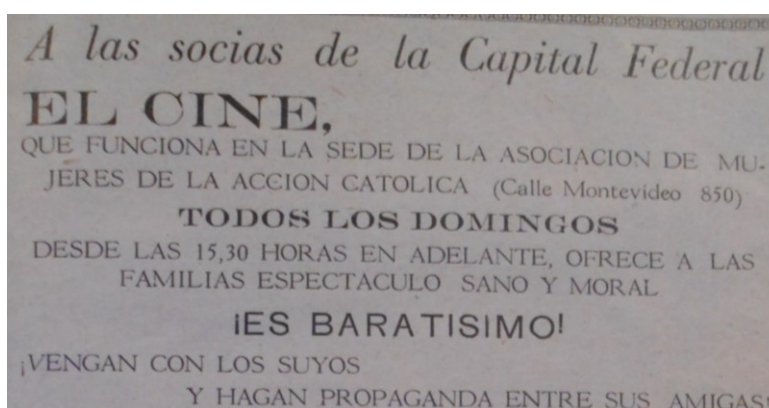 A las socias de la Capital Federal
EL CINE,
QUE FUNCIONA EN LA SEDE DE LA ASOCIACION DE MU-
JERES DE LA ACCION CATOLICA (Calle Montevideo 850)
TODOS LOS DOMINGOS
DESDE LAS 15,30 HORAS EN ADELANTE, OFRECE A LAS
FAMILIAS ESPECTACULO SANO Y MORAL
¡ES BARATISIMO!
¡VENGAN CON LOS SUYOS
Y HAGAN PROPAGANDA ENTRE SUS AMIGAS!